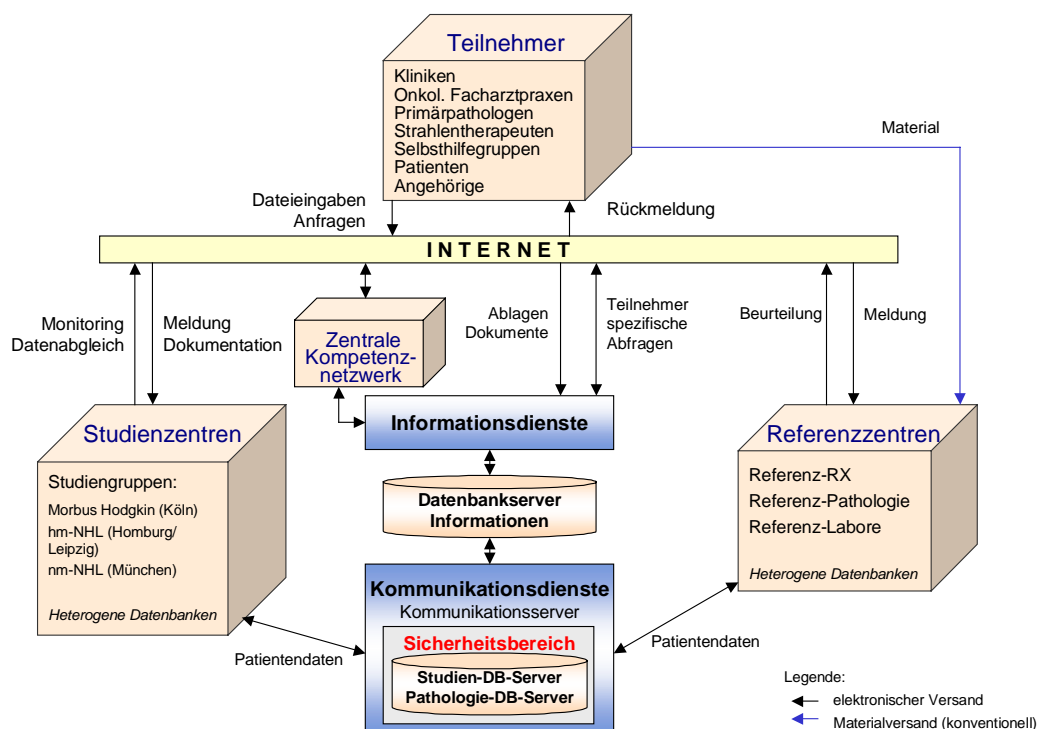 Teilnehmer
Kliniken
Onkol. Facharztpraxen
Primärpathologen
Strahlentherapeuten
Selbsthilfegruppen
Patienten
Angehörige
Material
Dateieingaben
Anfragen
Rückmeldung
INTERNET
Monitoring
Datenabgleich
Meldung
Dokumentation
Zentrale
Kompetenz-
netzwerk
Ablagen
Dokumente
Teilnehmer
spezifische
Abfragen
Beurteilung
Meldung
Studienzentren
Studiengruppen:
Morbus Hodgkin (Köln)
hm-NHL (Homburg/
Leipzig)
nm-NHL (München)
Heterogene Datenbanken
Informationsdienste
Datenbankserver
Informationen
Referenzzentren
Referenz-RX
Referenz-Pathologie
Referenz-Labore
Heterogene Datenbanken
Kommunikationsdienste
Kommunikationsserver
Sicherheitsbereich
Studien-DB-Server
Pathologie-DB-Server
Patientendaten
Patientendaten
Legende:
elektronischer Versand
Materialversand (konventionell)